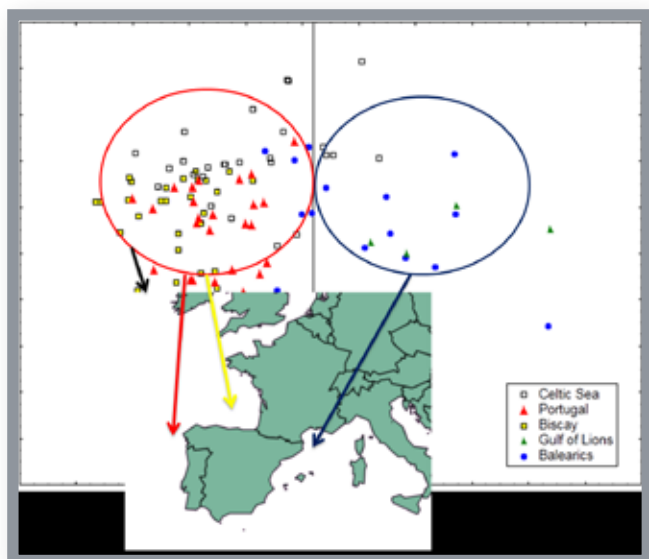 Celtic Sea
Portugal
Biscay
Gulf of Lions
Balearics